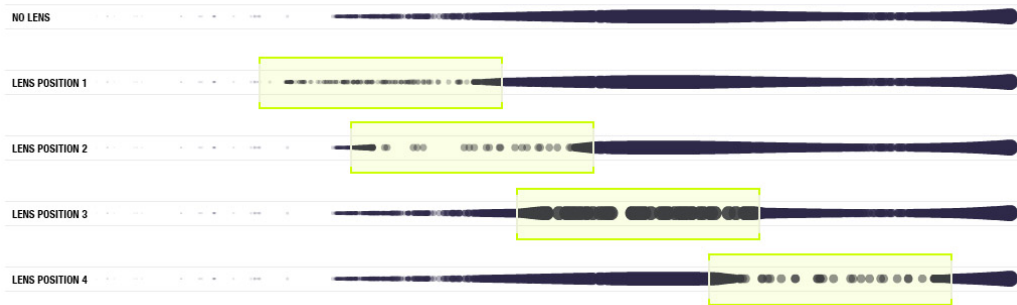 NO LENS
LENS POSITION 1
LENS POSITION 2
LENS POSITION 3
LENS POSITION 4